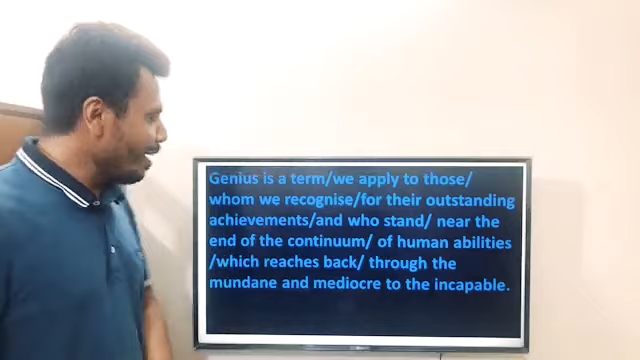 Genius is a term/we apply to those/
whom we recognise/for their outstanding
achievements/and who stand/ near the
end of the continuum/ of human abilities
/which reaches back/ through the
mundane and mediocre to the incapable.